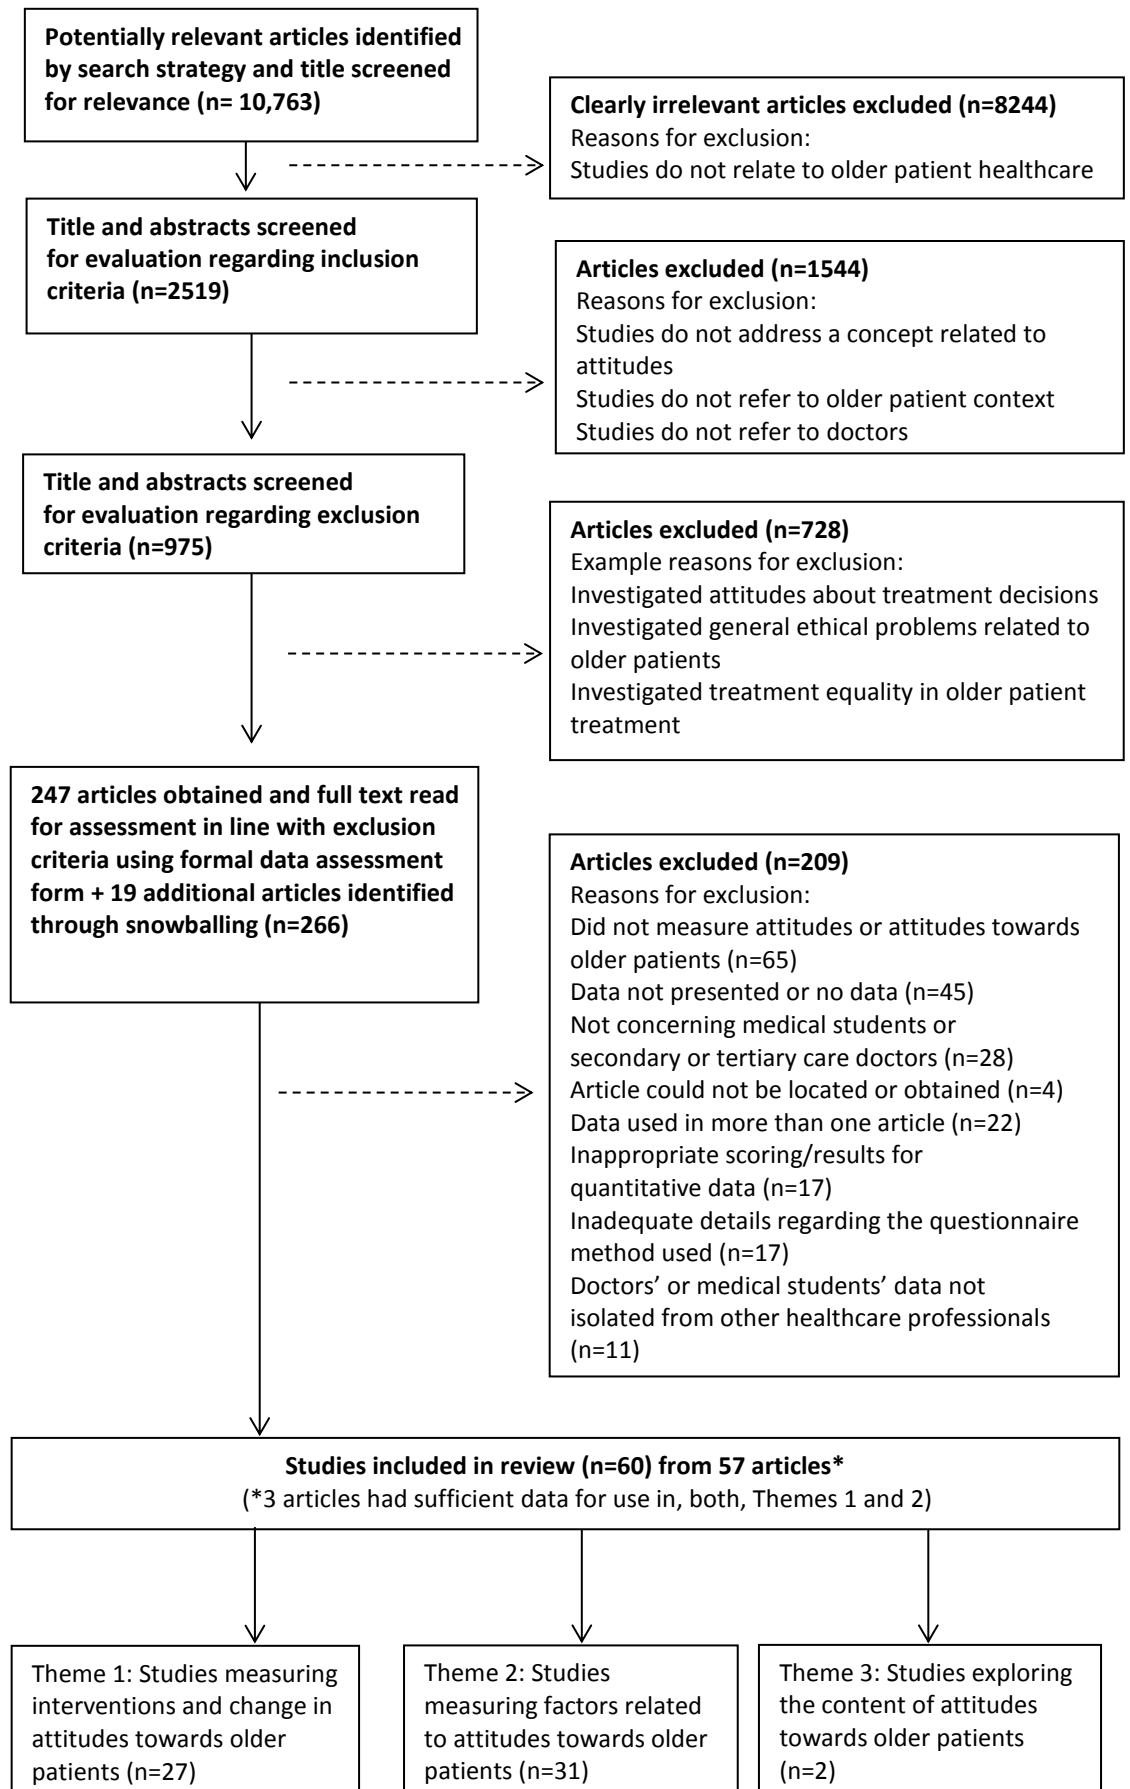 Potentially relevant articles identified
by search strategy and title screened
for relevance (n= 10,763)
Clearly irrelevant articles excluded (n=8244)
Reasons for exclusion:
Studies do not relate to older patient healthcare
Title and abstracts screened
for evaluation regarding inclusion
criteria (n=2519)
Articles excluded (n=1544)
Reasons for exclusion:
Studies do not address a concept related to
attitudes
Studies do not refer to older patient context
Studies do not refer to doctors
Title and abstracts screened
for evaluation regarding exclusion
criteria (n=975)
Articles excluded (n=728)
Example reasons for exclusion:
Investigated attitudes about treatment decisions
Investigated general ethical problems related to
older patients
Investigated treatment equality in older patient
treatment
247 articles obtained and full text read
for assessment in line with exclusion
criteria using formal data assessment
form + 19 additional articles identified
through snowballing (n=266)
Articles excluded (n=209)
Reasons for exclusion:
Did not measure attitudes or attitudes towards
older patients (n=65)
Data not presented or no data (n=45)
Not concerning medical students or
secondary or tertiary care doctors (n=28)
Article could not be located or obtained (n=4)
Data used in more than one article (n=22)
Inappropriate scoring/results for
quantitative data (n=17)
Inadequate details regarding the questionnaire
method used (n=17)
Doctors’ or medical students’ data not
isolated from other healthcare professionals
(n=11)
Studies included in review (n=60) from 57 articles*
(*3 articles had sufficient data for use in, both, Themes 1 and 2)
Theme 1: Studies measuring
interventions and change in
attitudes towards older
patients (n=27)
Theme 2: Studies
measuring factors related
to attitudes towards older
patients (n=31)
Theme 3: Studies exploring
the content of attitudes
towards older patients
(n=2)